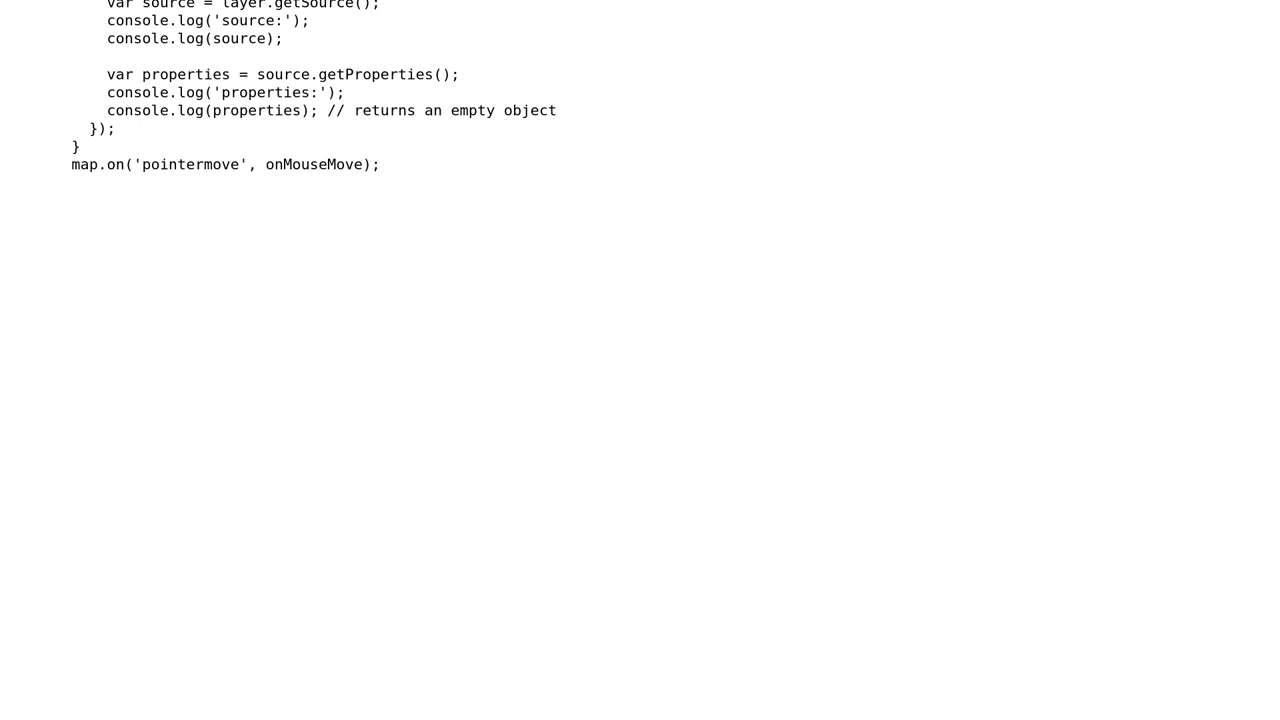 var source = layer.getSource();
console.log('source:');
console.log(source);
var properties = source.getProperties();
console.log('properties:');
console.log(properties); // returns an empty object
});
}
map.on('pointermove', onMouseMove);